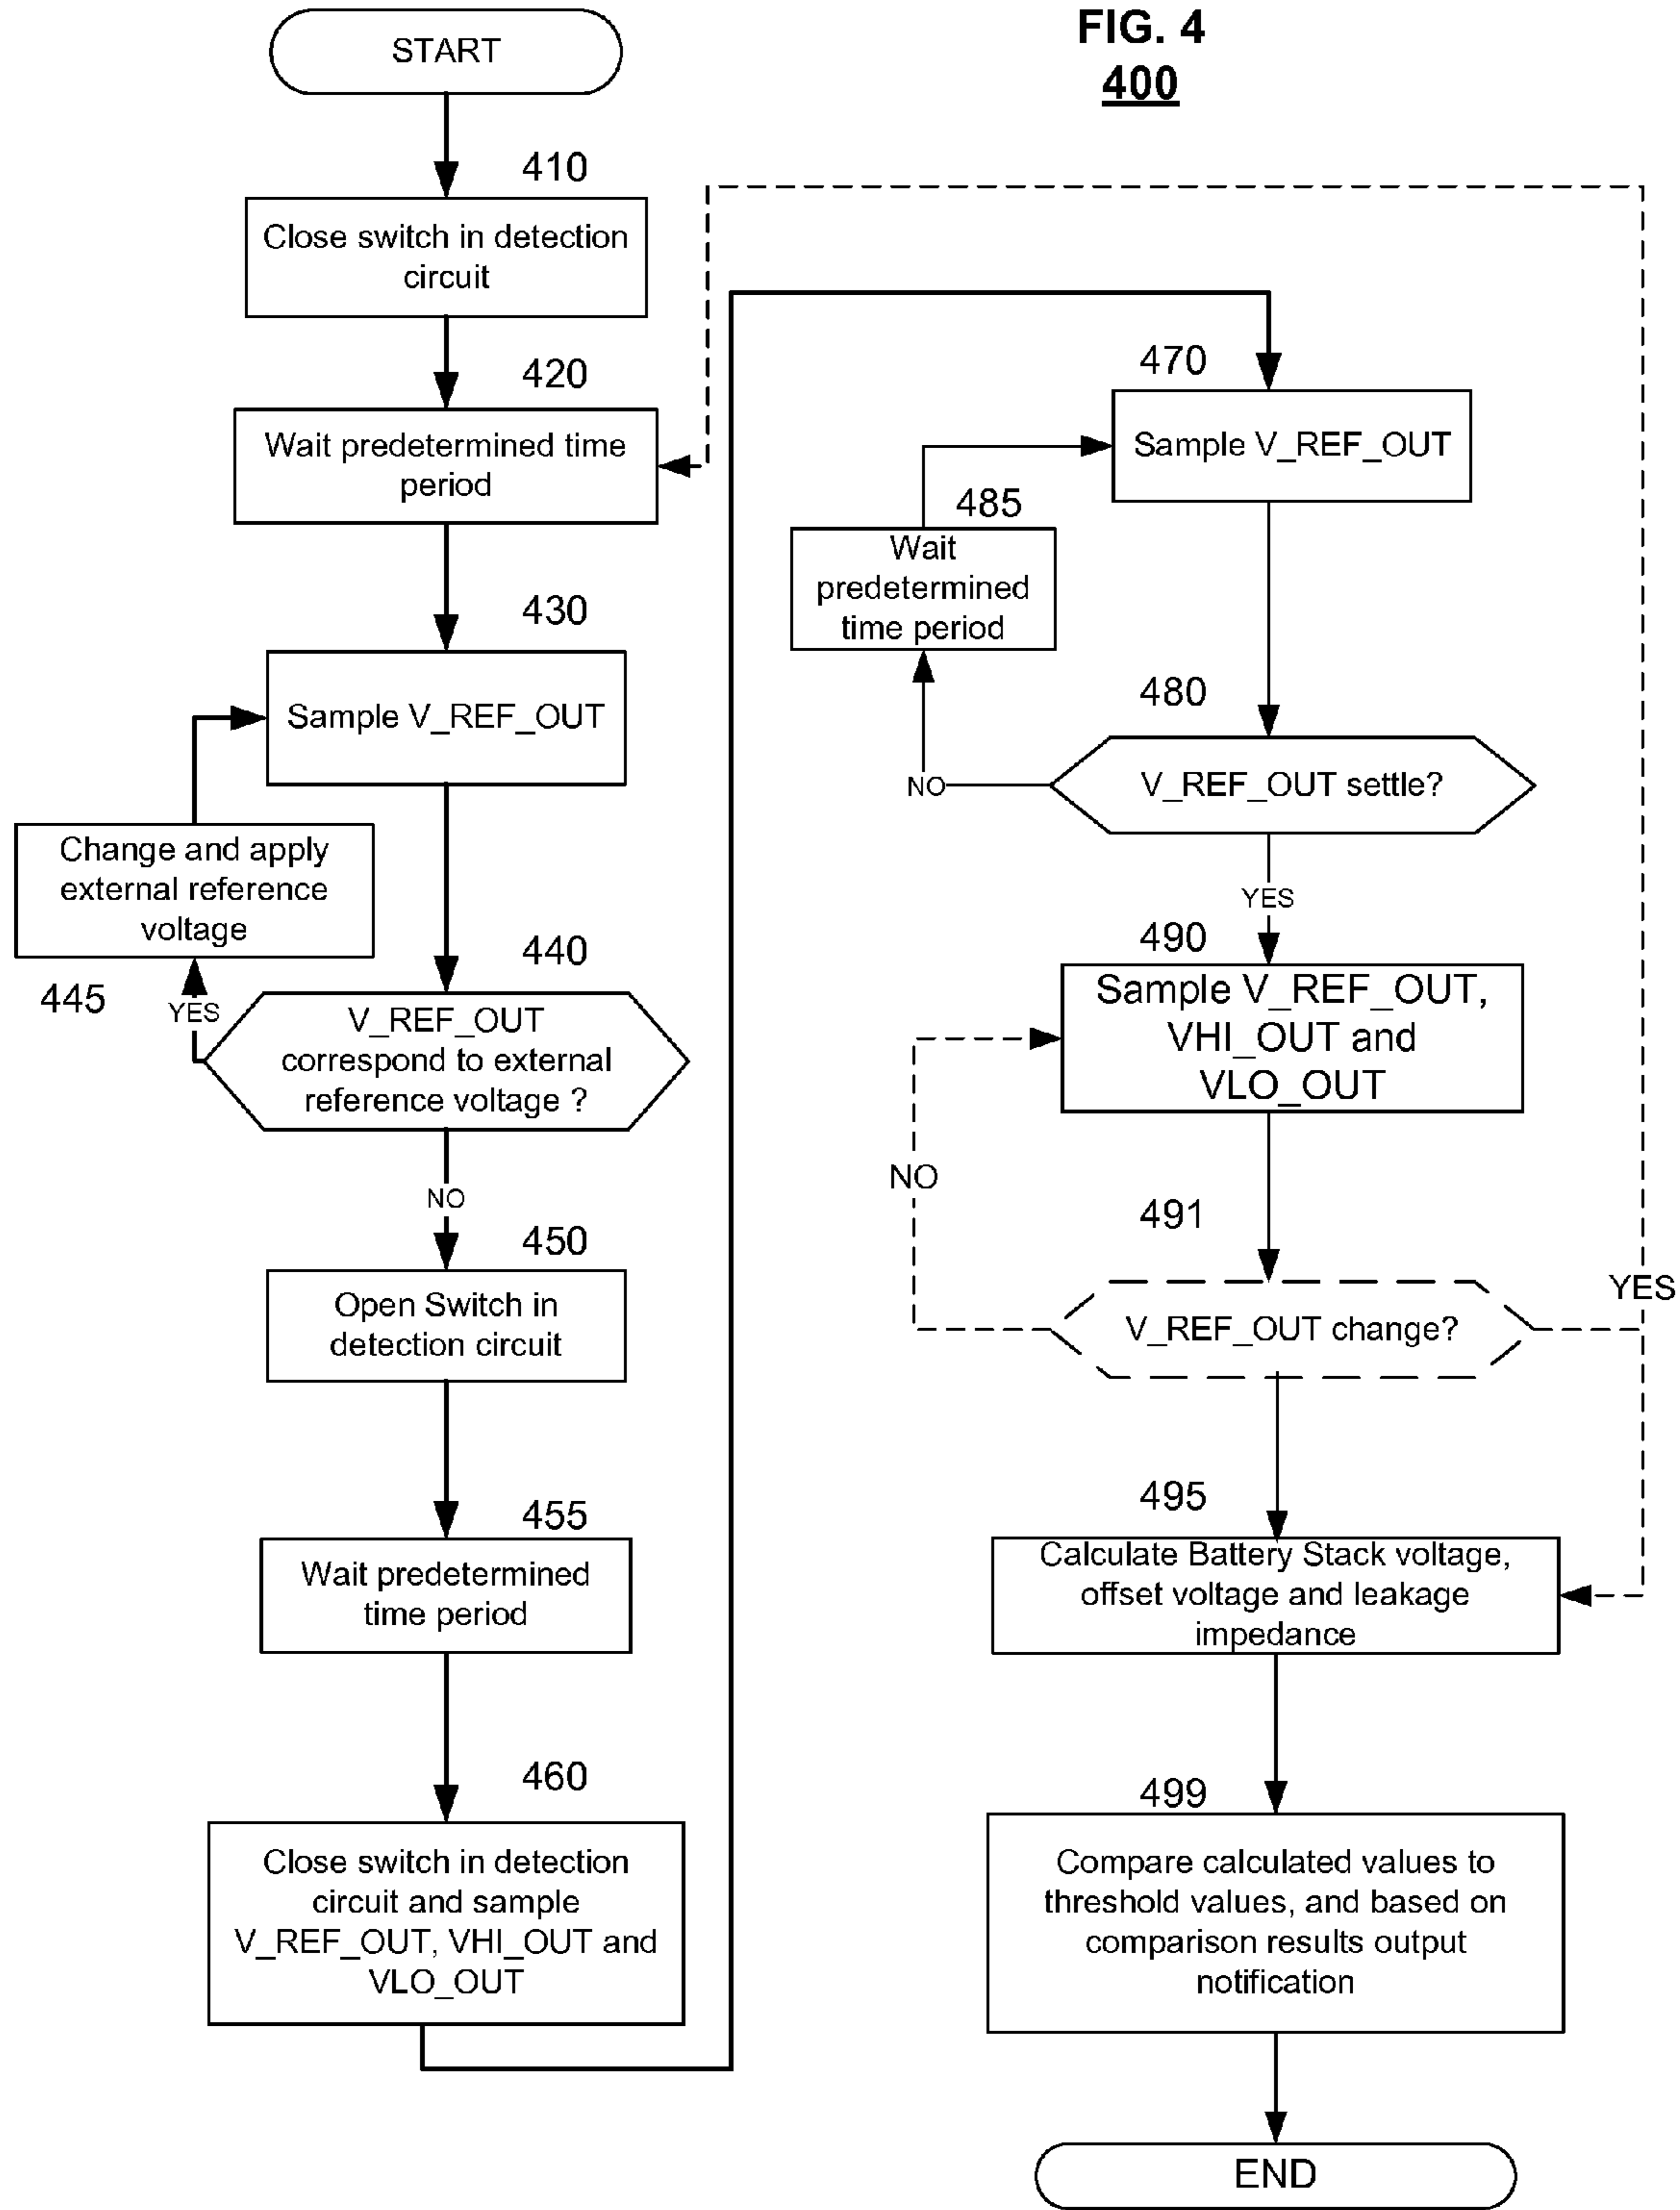 FIG. 4
400
START
410
Close switch in detection
circuit
420
Wait predetermined time
period
430
Sample V_REF_OUT
Change and apply
external reference
voltage
445
YES
440
V_REF_OUT
correspond to external
reference voltage ?
NO
450
Open Switch in
detection circuit
455
Wait predetermined
time period
460
Close switch in detection
circuit and sample
V_REF_OUT, VHI_OUT and
VLO_OUT
470
Sample V_REF_OUT
485
Wait
predetermined
time period
480
V_REF_OUT settle?
NO
YES
490
Sample V_REF_OUT,
VHI_OUT and
VLO_OUT
NO
491
V_REF_OUT change?
YES
495
Calculate Battery Stack voltage,
offset voltage and leakage
impedance
499
Compare calculated values to
threshold values, and based on
comparison results output
notification
END